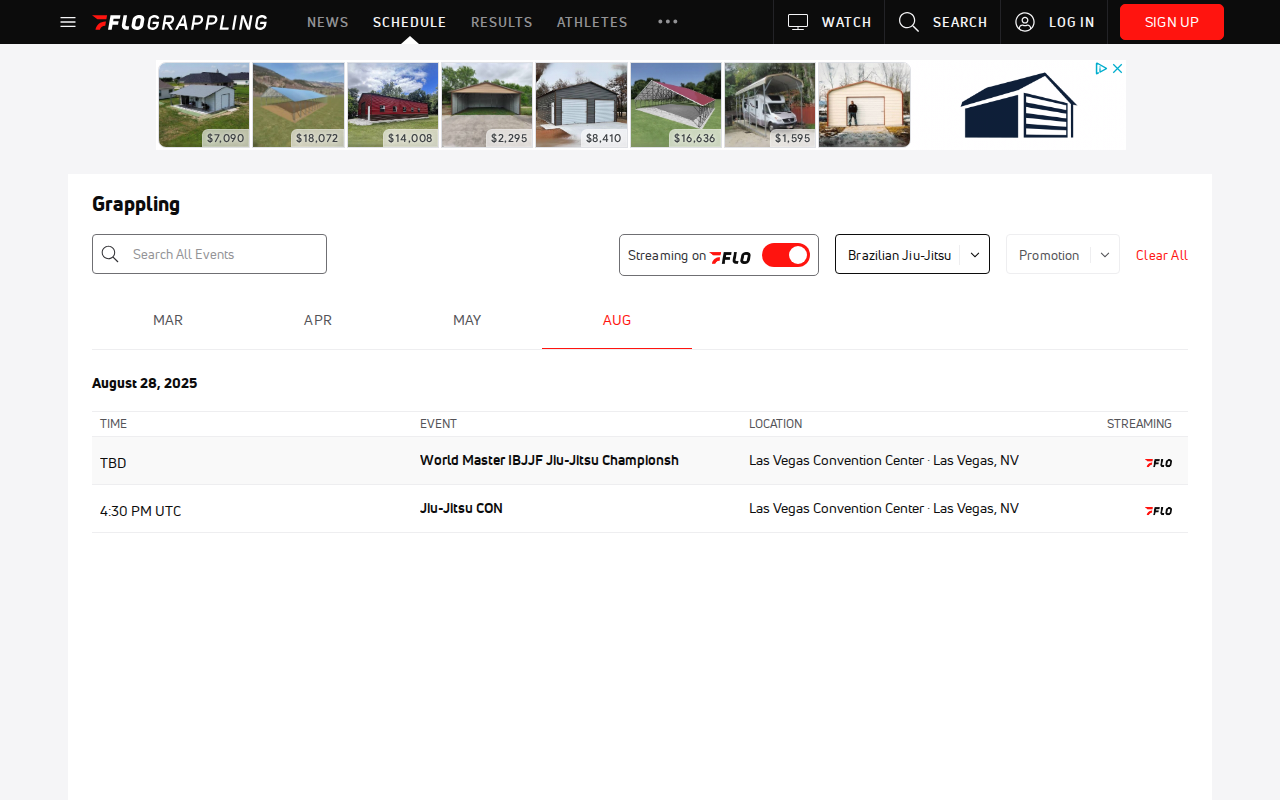 FLOGRAPPLING NEWS SCHEDULE RESULTS ATHLETES WATCH SEARCH LOG IN SIGN UP
$7,090 $18,072 $14,008 $2,295 $8,410 $16,636 $1,595
Grappling
Search All Events Streaming on FLO Brazilian Jiu-Jitsu Promotion Clear All
MAR APR MAY AUG
August 28, 2025
TIME EVENT LOCATION STREAMING
TBD World Master IBJJF Jiu-Jitsu Championsh Las Vegas Convention Center · Las Vegas, NV FLO
4:30 PM UTC Jiu-Jitsu CON Las Vegas Convention Center · Las Vegas, NV FLO